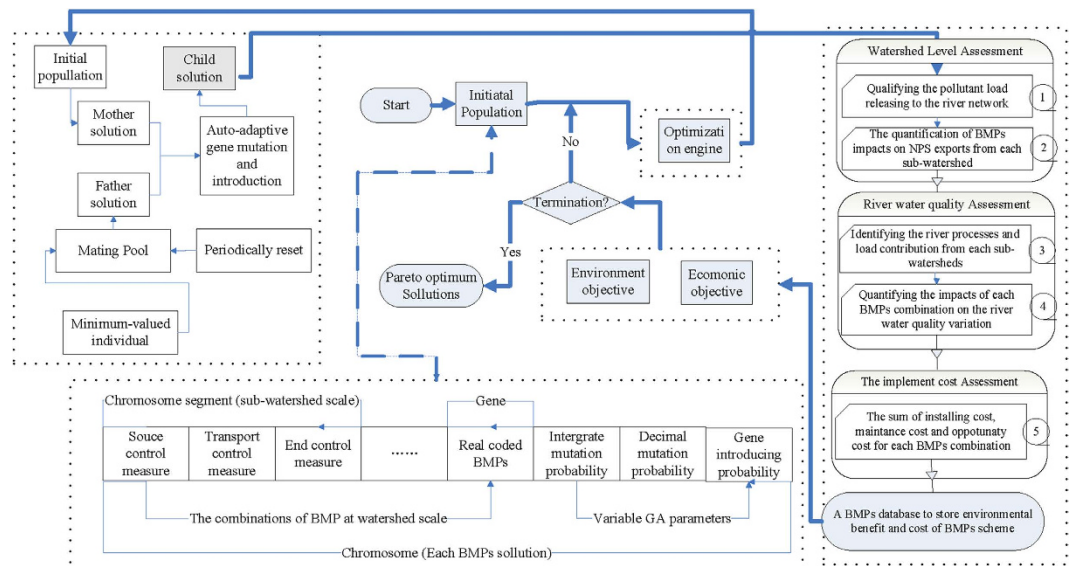 Initial
popullation
Child
solution
Mother
solution
Auto-adaptive
gene mutation
and
introduction
Father
solution
Mating Pool
Periodically reset
Minimum-valued
individual
Start
Initiatal
Population
Optimizati
on engine
No
Termination?
Yes
Pareto optimum
Sollutions
Environment
objective
Ecomonic
objective
Watershed Level Assessment
Qualifying the pollutant load
releasing to the river network
1
The quantification of BMPs
impacts on NPS exports from each
sub-watershed
2
River water quality Assessment
Identifying the river processes and
load contribution from each sub-
watersheds
3
Quantifying the impacts of each
BMPs combination on the river
water quality variation
4
The implement cost Assessment
The sum of installing cost,
maintance cost and oppotunaty
cost for each BMPs combination
5
A BMPs database to store environmental
benefit and cost of BMPs scheme
Chromosome segment (sub-watershed scale)
Gene
Souce
control
measure
Transport
control
measure
End control
measure
......
Real coded
BMPs
Intergrate
mutation
probability
Decimal
mutation
probability
Gene
introducing
probability
The combinations of BMP at watershed scale
Variable GA parameters
Chromosome (Each BMPs sollution)